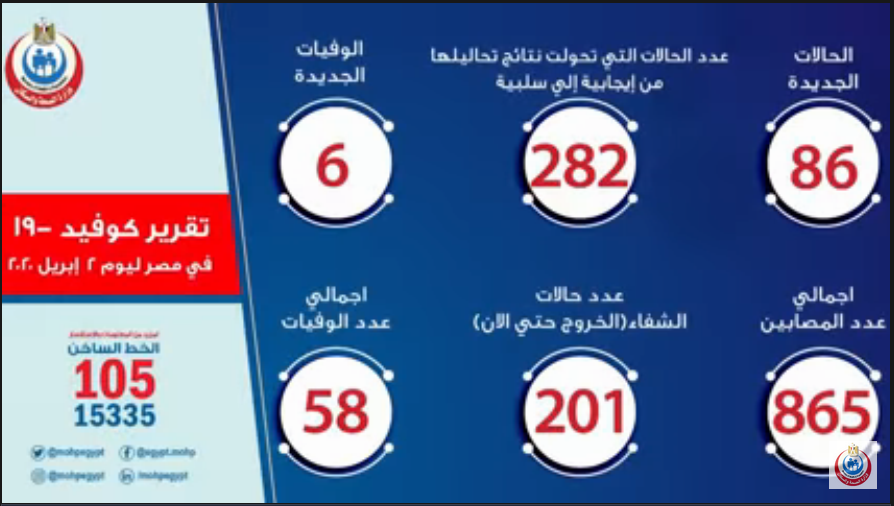 الحالات
الجديدة
86
عدد الحالات التي تحولت نتائج تحاليلها
من إيجابية إلي سلبية
282
الوفيات
الجديدة
6
اجمالي
عدد المصابين
865
عدد حالات
الشفاء(الخروج حتي الان)
201
اجمالي
عدد الوفيات
58
تقرير كوفيد -١٩
في مصر ليوم ٢ إبريل ٢٠٢٠
الخط الساخن
105
15335
@mohpegypt
@egypt.mohp
@mohpegypt
/mohpegypt